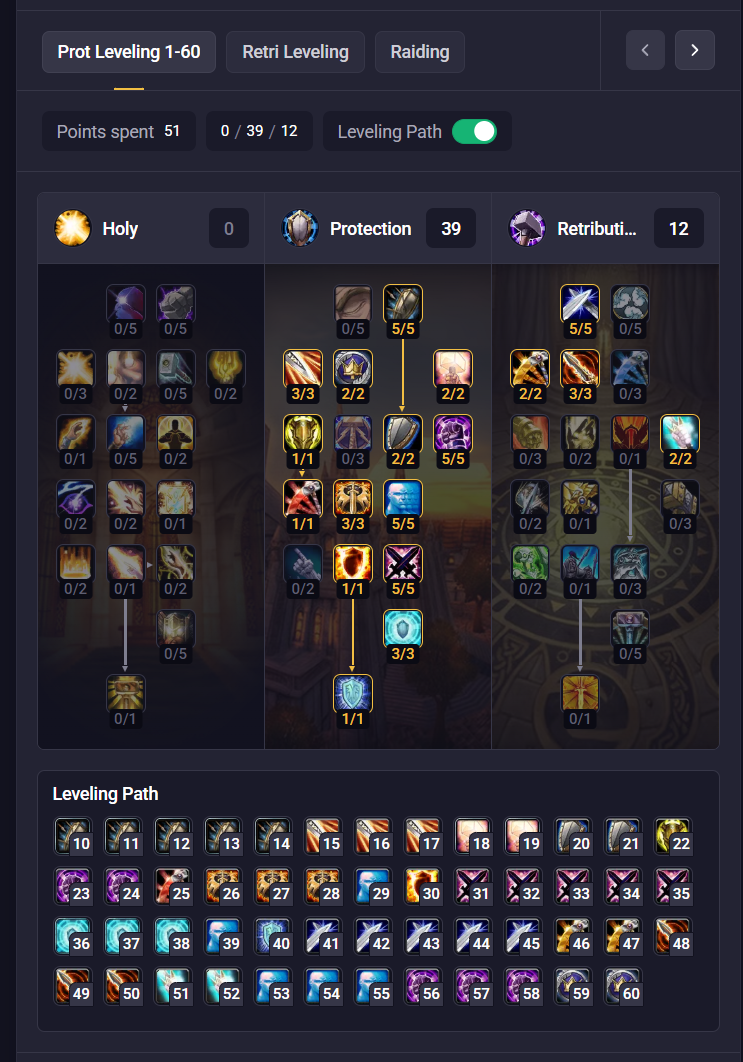 Prot Leveling 1-60 Retri Leveling Raiding
Points spent 51 0 / 39 / 12 Leveling Path
Holy 0 Protection 39 Retributi... 12
0/5 0/5 0/5 5/5 5/5 0/5
0/3 0/2 0/5 0/2 3/3 2/2 2/2 2/2 3/3 0/3
0/1 0/5 0/2 1/1 0/3 2/2 5/5 0/3 0/2 0/1 2/2
0/2 0/2 0/1 1/1 3/3 5/5 0/2 0/1 0/3
0/2 0/1 0/2 0/2 1/1 5/5 0/2 0/1 0/3
0/5 3/3 0/5
0/1 1/1 0/1
Leveling Path
10 11 12 13 14 15 16 17 18 19 20 21 22
23 24 25 26 27 28 29 30 31 32 33 34 35
36 37 38 39 40 41 42 43 44 45 46 47 48
49 50 51 52 53 54 55 56 57 58 59 60